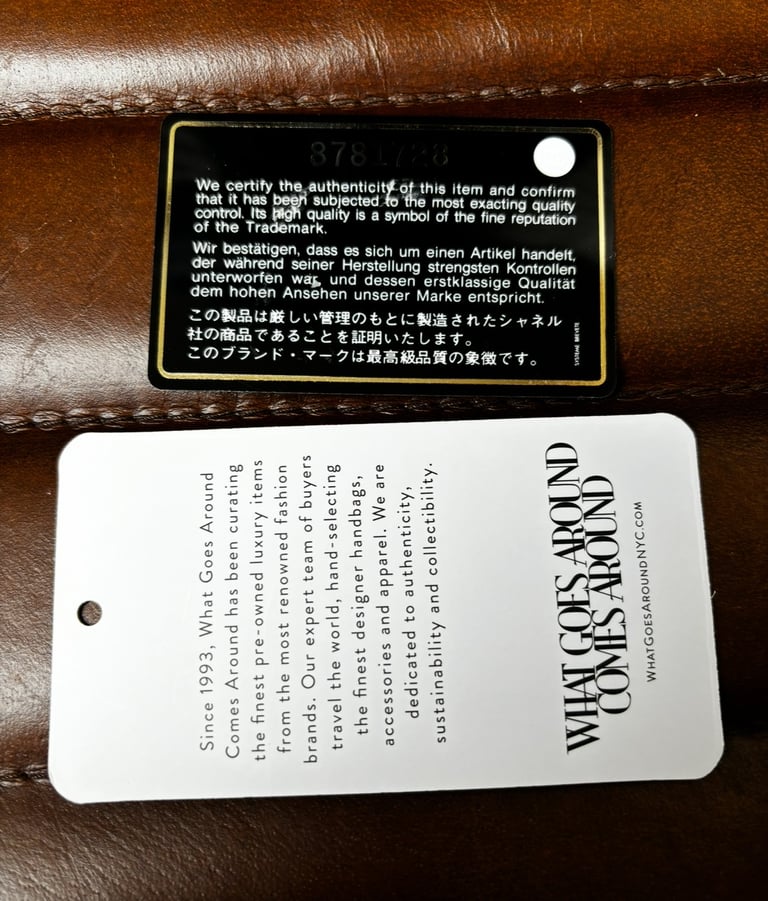 We certify the authenticity of this item and confirm
that it has been subjected to the most exacting quality
control. Its high quality is a symbol of the fine reputation
of the Trademark.
Wir bestätigen, dass es sich um einen Artikel handelt,
der während seiner Herstellung strengsten Kontrollen
unterworfen war, und dessen erstklassige Qualität
dem hohen Ansehen unserer Marke entspricht.
この製品は厳しい管理のもとに製造されたシャネル
社の商品であることを証明いたします。
このブランド・マークは最高級品質の象徴です。
SYSTEME BREVETE
Since 1993, What Goes Around
Comes Around has been curating
the finest pre-owned luxury items
from the most renowned fashion
brands. Our expert team of buyers
travel the world, hand-selecting
the finest designer handbags,
accessories and apparel. We are
dedicated to authenticity,
sustainability and collectibility.
WHAT GOES AROUND
COMES AROUND
WHATGOESAROUNDNYC.COM